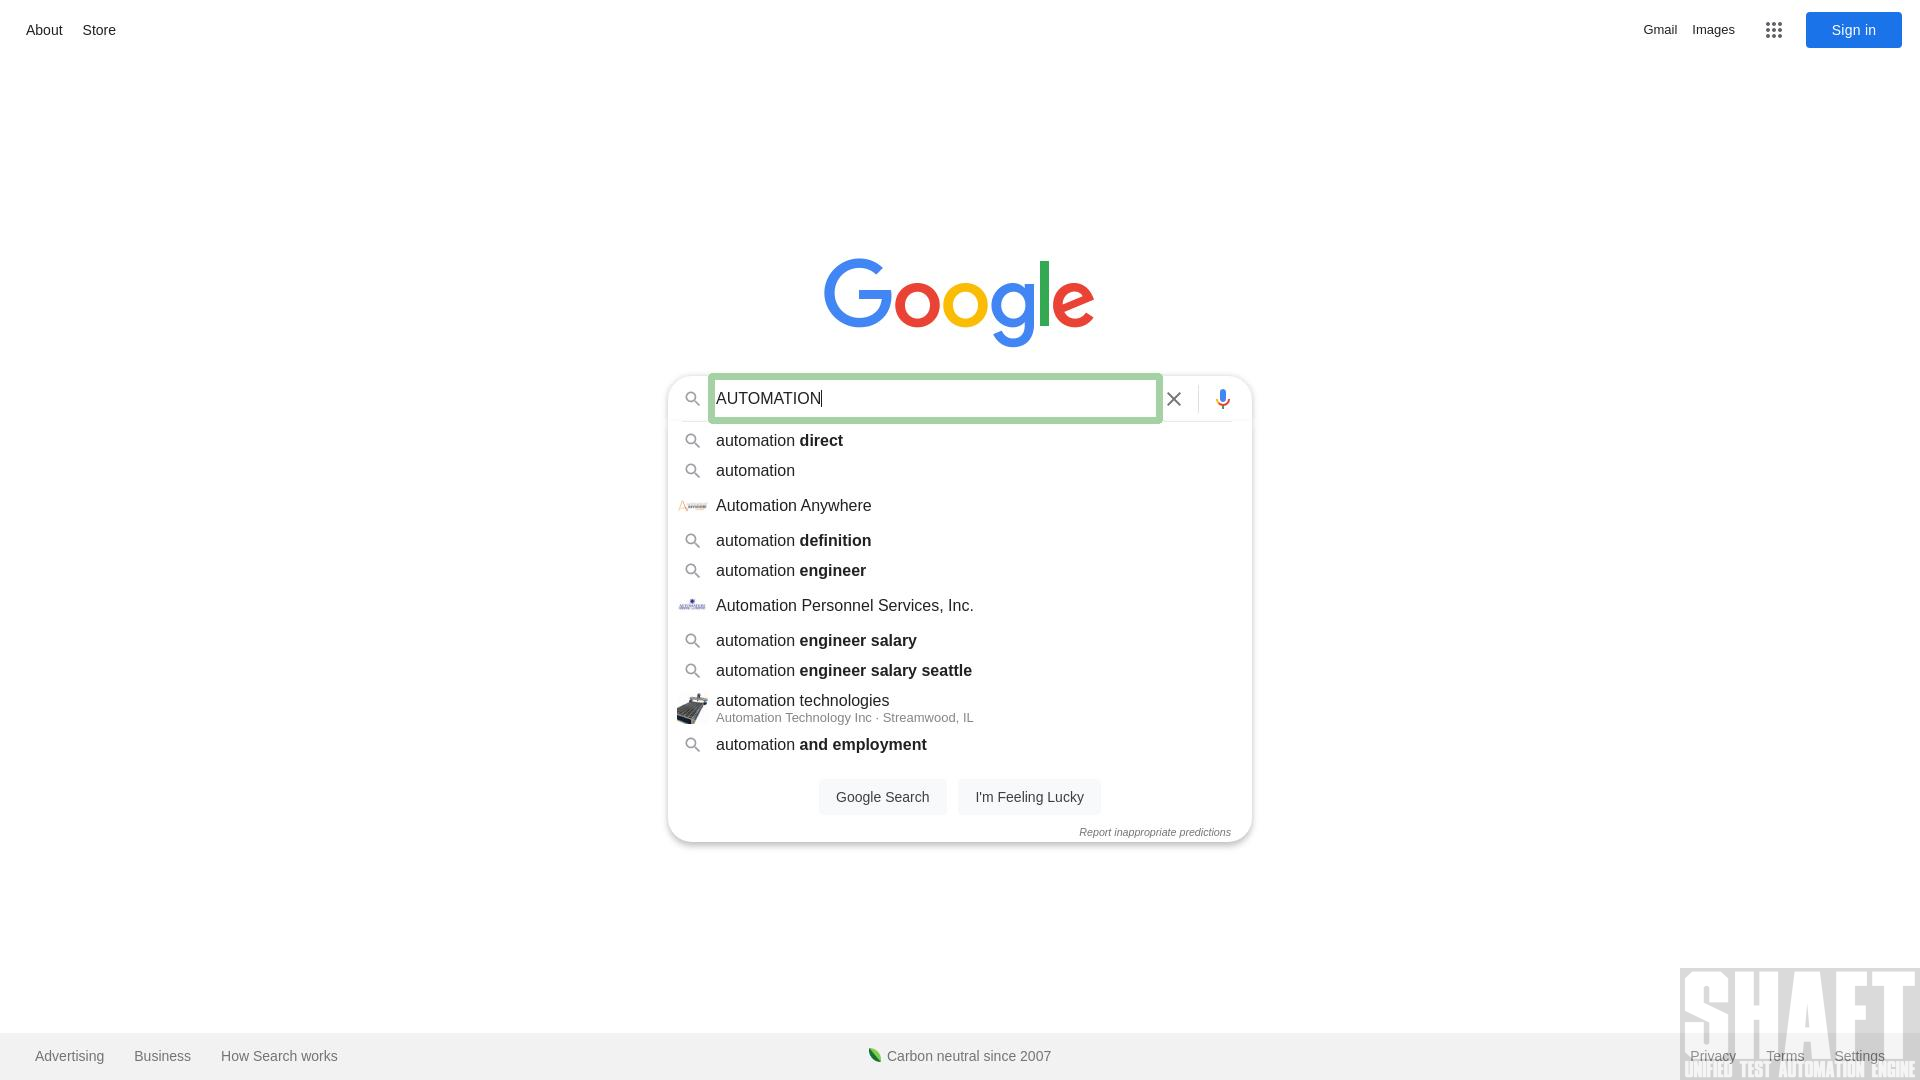 About Store
Gmail Images Sign in
Google
AUTOMATION
automation direct
automation
Automation Anywhere
automation definition
automation engineer
Automation Personnel Services, Inc.
automation engineer salary
automation engineer salary seattle
automation technologies
Automation Technology Inc · Streamwood, IL
automation and employment
Google Search I'm Feeling Lucky
Report inappropriate predictions
SHAFT
Advertising Business How Search works Carbon neutral since 2007 Privacy Terms Settings
UNIFIED TEST AUTOMATION ENGINE